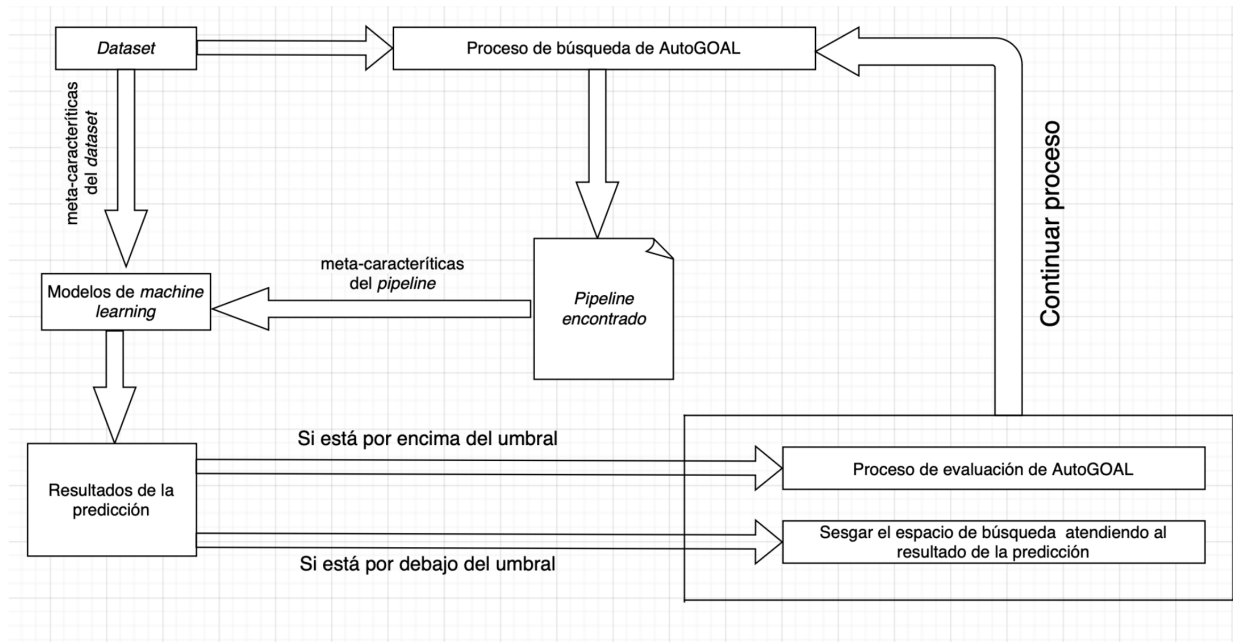 Dataset
Proceso de búsqueda de AutoGOAL
meta-caracteríticas
del dataset
Continuar proceso
meta-caracteríticas
del pipeline
Modelos de machine
learning
Pipeline
encontrado
Si está por encima del umbral
Proceso de evaluación de AutoGOAL
Resultados de la
predicción
Sesgar el espacio de búsqueda atendiendo al
resultado de la predicción
Si está por debajo del umbral